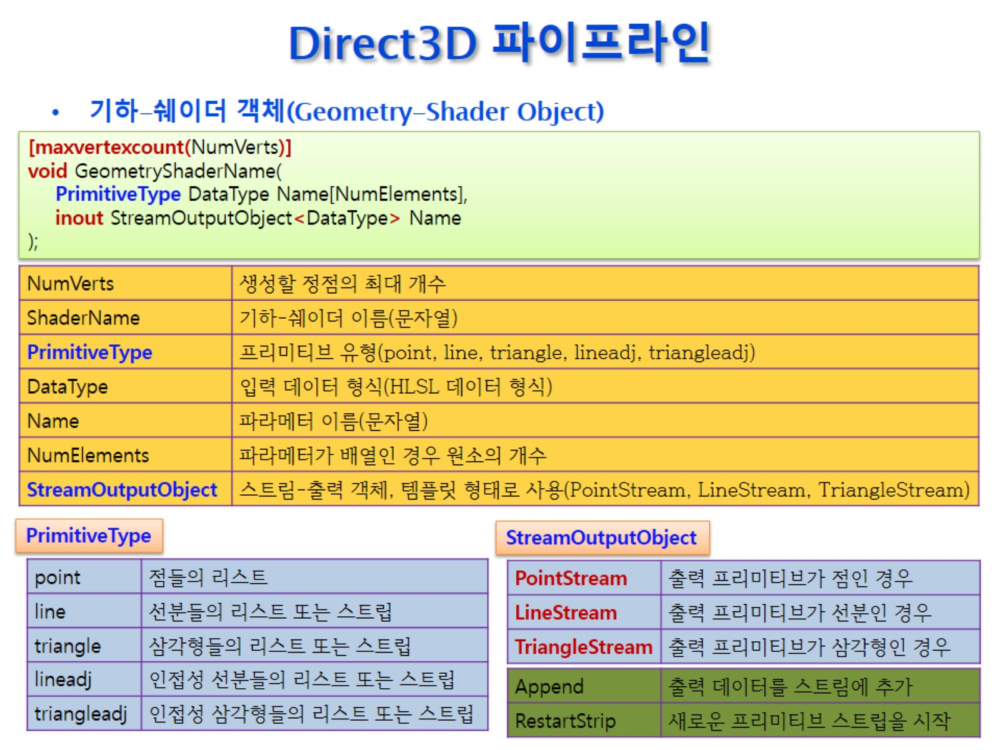 Direct3D 파이프라인
• 기하-쉐이더 객체(Geometry-Shader Object)
[maxvertexcount(NumVerts)]
void GeometryShaderName(
PrimitiveType DataType Name[NumElements],
inout StreamOutputObject<DataType> Name
);
NumVerts 생성할 정점의 최대 개수
ShaderName 기하-쉐이더 이름(문자열)
PrimitiveType 프리미티브 유형(point, line, triangle, lineadj, triangleadj)
DataType 입력 데이터 형식(HLSL 데이터 형식)
Name 파라메터 이름(문자열)
NumElements 파라메터가 배열인 경우 원소의 개수
StreamOutputObject 스트림-출력 객체, 템플릿 형태로 사용(PointStream, LineStream, TriangleStream)
PrimitiveType
point 점들의 리스트
line 선분들의 리스트 또는 스트립
triangle 삼각형들의 리스트 또는 스트립
lineadj 인접성 선분들의 리스트 또는 스트립
triangleadj 인접성 삼각형들의 리스트 또는 스트립
StreamOutputObject
PointStream 출력 프리미티브가 점인 경우
LineStream 출력 프리미티브가 선분인 경우
TriangleStream 출력 프리미티브가 삼각형인 경우
Append 출력 데이터를 스트림에 추가
RestartStrip 새로운 프리미티브 스트립을 시작